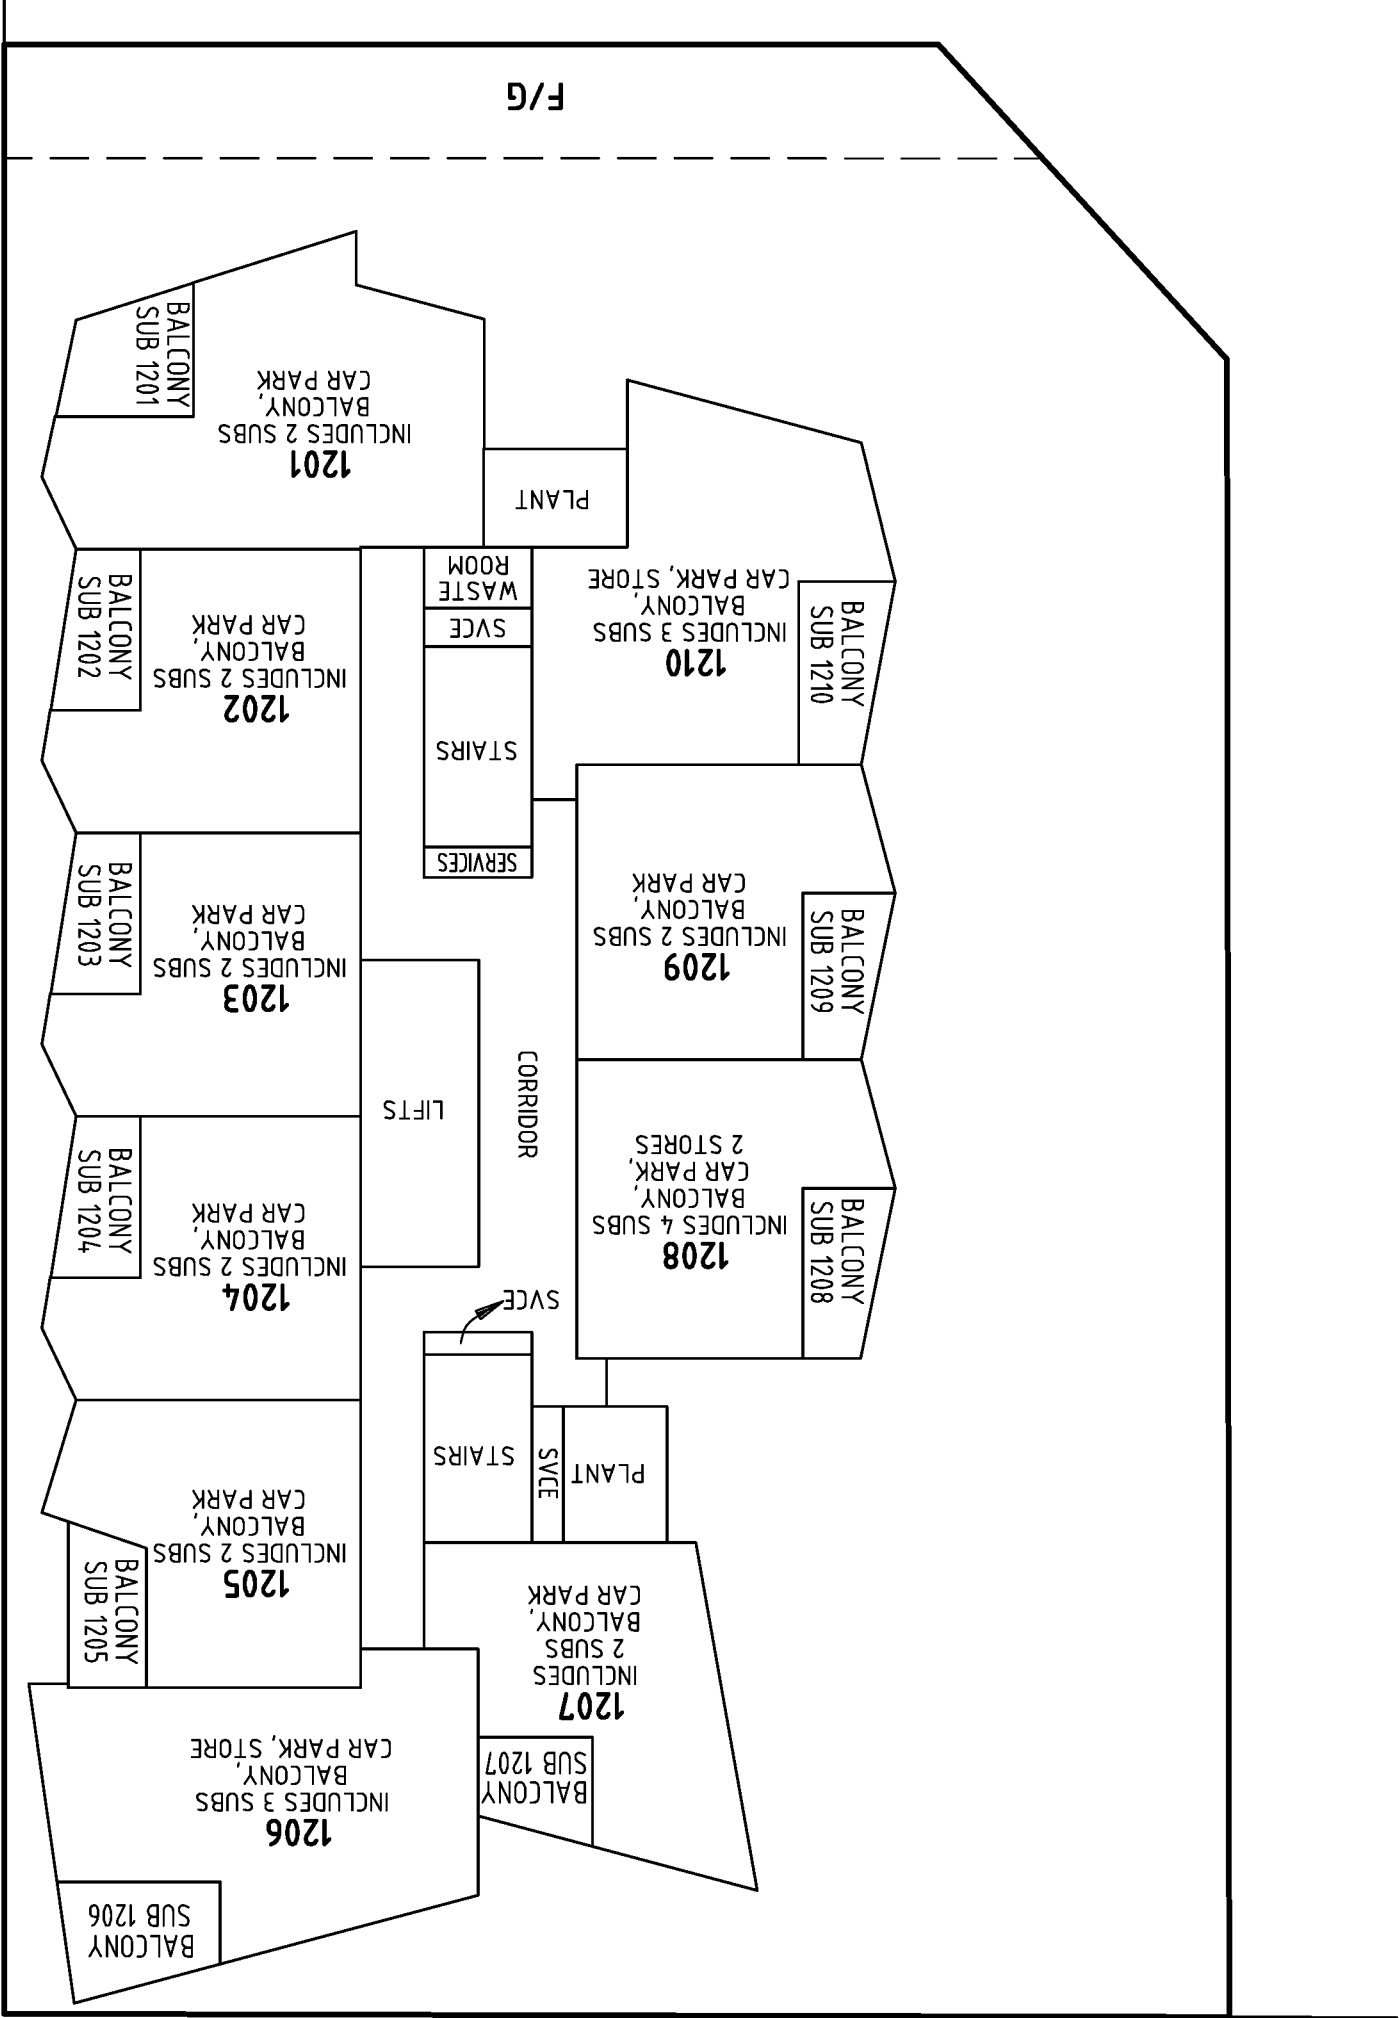 F/G
BALCONY
SUB 1201
1201
INCLUDES 2 SUBS
BALCONY,
CAR PARK
PLANT
WASTE
ROOM
SVCE
STAIRS
SERVICES
BALCONY
SUB 1202
1202
INCLUDES 2 SUBS
BALCONY,
CAR PARK
1210
INCLUDES 3 SUBS
BALCONY,
CAR PARK, STORE
BALCONY
SUB 1210
BALCONY
SUB 1203
1203
INCLUDES 2 SUBS
BALCONY,
CAR PARK
1209
INCLUDES 2 SUBS
BALCONY,
CAR PARK
BALCONY
SUB 1209
LIFTS
CORRIDOR
BALCONY
SUB 1204
1204
INCLUDES 2 SUBS
BALCONY,
CAR PARK
1208
INCLUDES 4 SUBS
BALCONY,
CAR PARK,
2 STORES
BALCONY
SUB 1208
SVCE
STAIRS
SVCE
PLANT
1205
INCLUDES 2 SUBS
BALCONY,
CAR PARK
BALCONY
SUB 1205
1207
INCLUDES
2 SUBS
BALCONY,
CAR PARK
BALCONY
SUB 1207
1206
INCLUDES 3 SUBS
BALCONY,
CAR PARK, STORE
BALCONY
SUB 1206